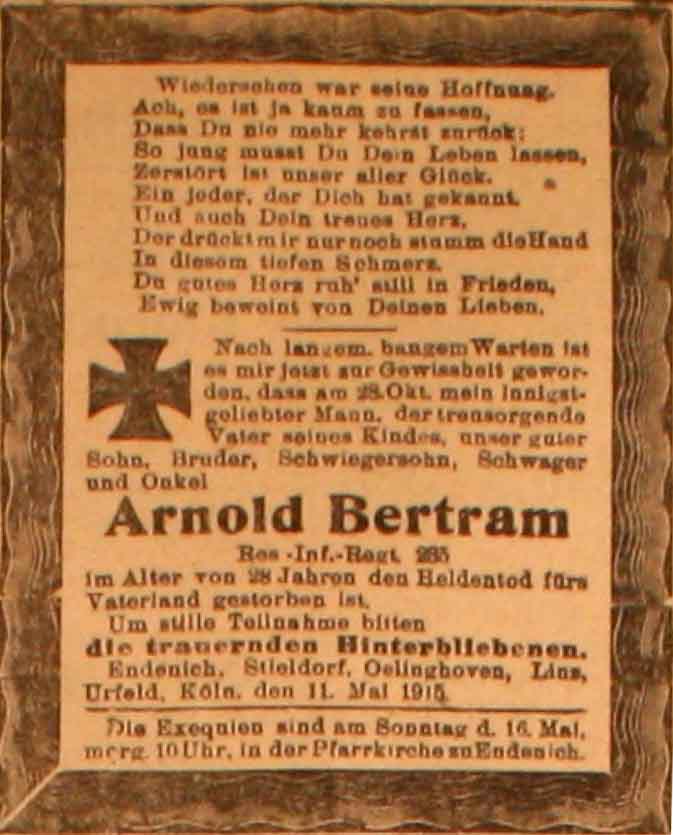 Wiedersehen war seine Hoffnung.
Ach, es ist ja kaum zu fassen,
Dass Du nie mehr kehrst zurück;
So jung musst Du Dein Leben lassen,
Zerstört ist unser aller Glück.
Ein jeder, der Dich hat gekannt,
Und auch Dein treues Herz,
Der drückt mir nur noch stumm die Hand
In diesem tiefen Schmerz.
Du gutes Herz ruh' still in Frieden,
Ewig beweint von Deinen Lieben.
Nach langem, bangem Warten ist
es mir jetzt zur Gewissheit gewor-
den, dass am 28. Okt. mein innigst-
geliebter Mann, der treusorgende
Vater seines Kindes, unser guter
Sohn, Bruder, Schwiegersohn, Schwager
und Onkel
Arnold Bertram
Res.-Inf.-Regt. 235
im Alter von 28 Jahren den Heldentod fürs
Vaterland gestorben ist.
Um stille Teilnahme bitten
die trauernden Hinterbliebenen.
Endenich, Stieldorf, Oelinghoven, Linz,
Urfeld, Köln, den 11. Mai 1915.
Die Exequien sind am Sonntag d. 16. Mai,
morg. 10 Uhr, in der Pfarrkirche zu Endenich.